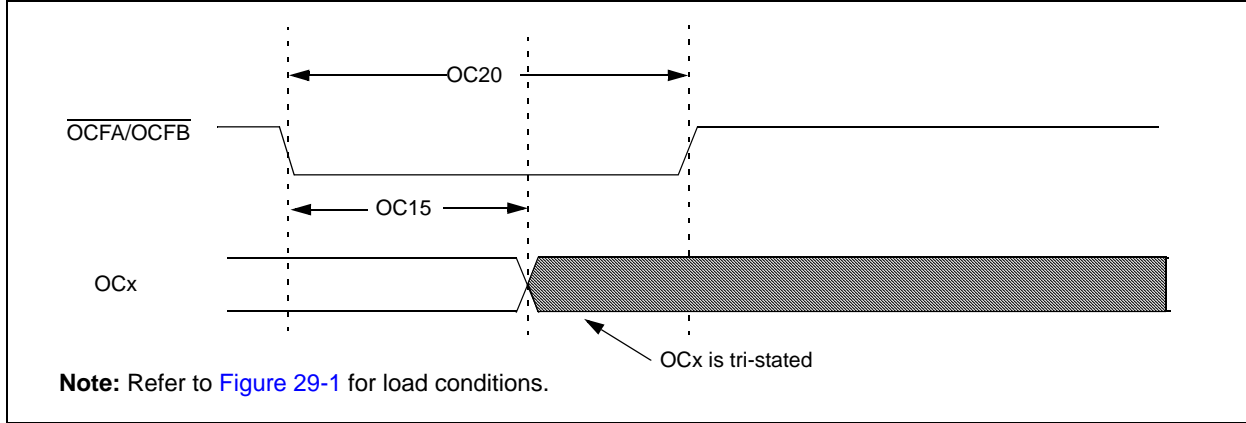 OC20
OCFA/OCFB
OC15
OCx
OCx is tri-stated
Note: Refer to Figure 29-1 for load conditions.